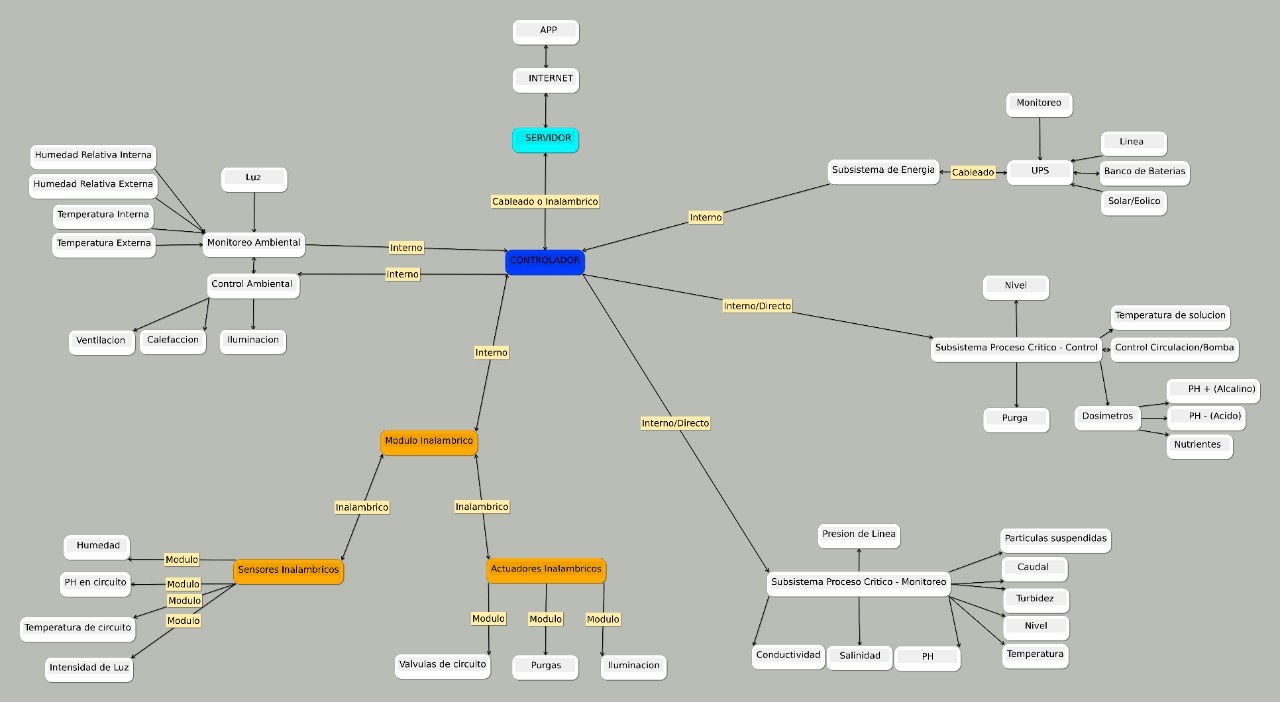 APP
INTERNET
SERVIDOR
Cableado o Inalambrico
CONTROLADOR
Humedad Relativa Interna
Humedad Relativa Externa
Temperatura Interna
Temperatura Externa
Luz
Monitoreo Ambiental
Interno
Control Ambiental
Interno
Ventilacion
Calefaccion
Iluminacion
Monitoreo
Linea
Subsistema de Energia
Cableado
UPS
Banco de Baterias
Solar/Eolico
Interno
Interno/Directo
Nivel
Temperatura de solucion
Subsistema Proceso Critico - Control
Control Circulacion/Bomba
PH + (Alcalino)
Purga
Dosimetros
PH - (Acido)
Nutrientes
Interno
Modulo Inalambrico
Inalambrico
Inalambrico
Humedad
Modulo
Sensores Inalambricos
PH en circuito
Modulo
Modulo
Temperatura de circuito
Modulo
Intensidad de Luz
Actuadores Inalambricos
Modulo
Modulo
Modulo
Valvulas de circuito
Purgas
Iluminacion
Interno/Directo
Presion de Linea
Particulas suspendidas
Subsistema Proceso Critico - Monitoreo
Caudal
Turbidez
Nivel
Conductividad
Salinidad
PH
Temperatura